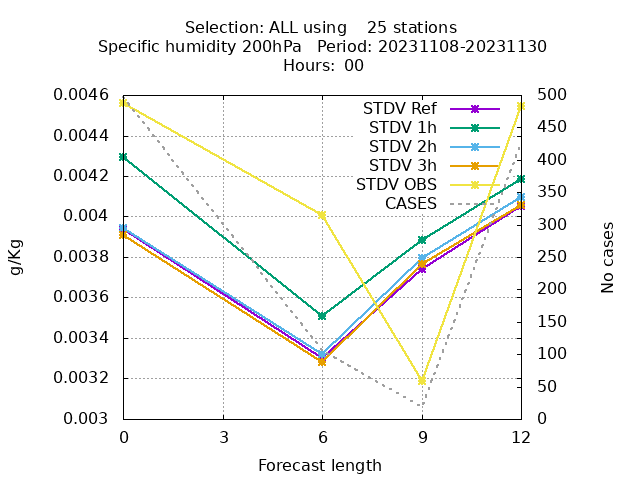 Selection: ALL using    25 stations
Specific humidity 200hPa   Period: 20231108-20231130
Hours:  00
0.0046
0.0044
0.0042
0.004
0.0038
0.0036
0.0034
0.0032
0.003
g/Kg
STDV Ref
STDV 1h
STDV 2h
STDV 3h
STDV OBS
CASES
500
450
400
350
300
250
200
150
100
50
0
No cases
0 3 6 9 12
Forecast length